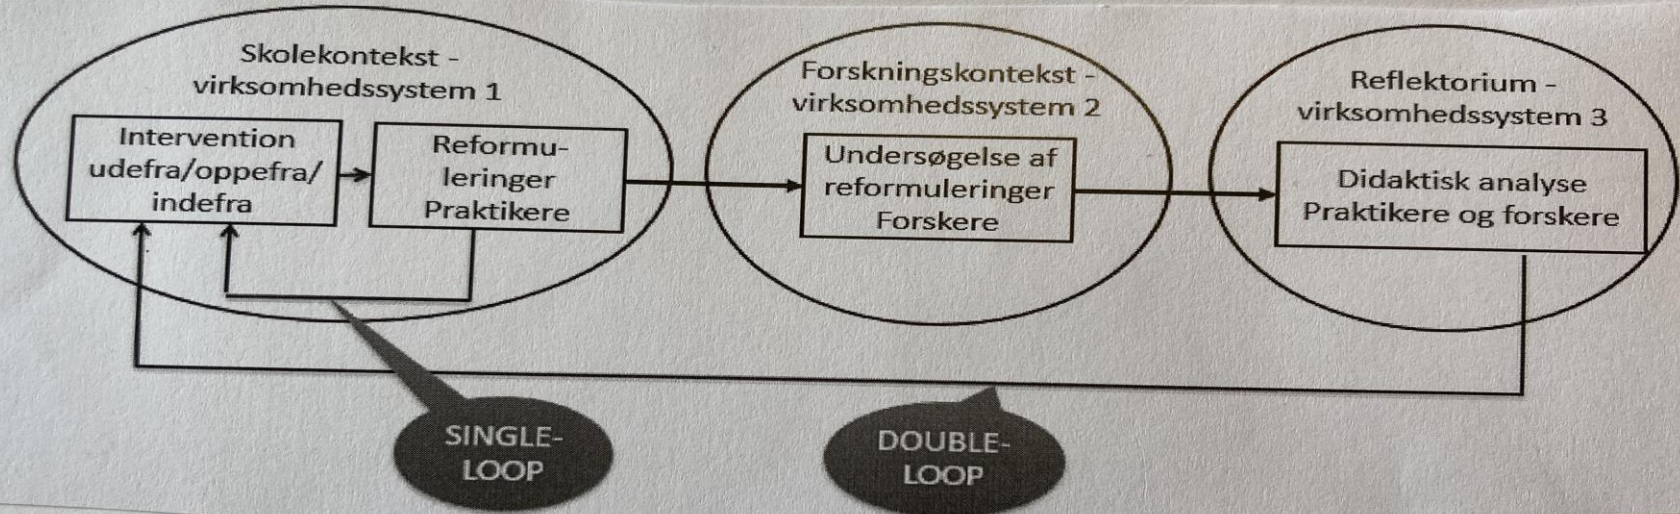 Skolekontekst -
virksomhedssystem 1
Intervention
udefra/oppefra/
indefra
Reformu-
leringer
Praktikere
Forskningskontekst -
virksomhedssystem 2
Undersøgelse af
reformuleringer
Forskere
Reflektorium -
virksomhedssystem 3
Didaktisk analyse
Praktikere og forskere
SINGLE-
LOOP
DOUBLE-
LOOP